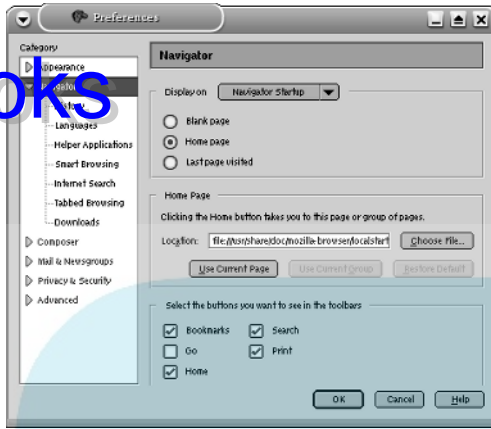 Preferences
Category
Appearance
oks
Navigator
History
Languages
Helper Applications
Smart Browsing
Internet Search
Tabbed Browsing
Downloads
Composer
Mail & Newsgroups
Privacy & Security
Advanced
Navigator
Display on Navigator Startup
Blank page
Home page
Last page visited
Home Page
Clicking the Home button takes you to this page or group of pages.
Location: file://usr/share/doc/mozilla-browser/localstart
Choose File...
Use Current Page Use Current Group Restore Default
Select the buttons you want to see in the toolbars
Bookmarks Search
Go Print
Home
OK Cancel Help